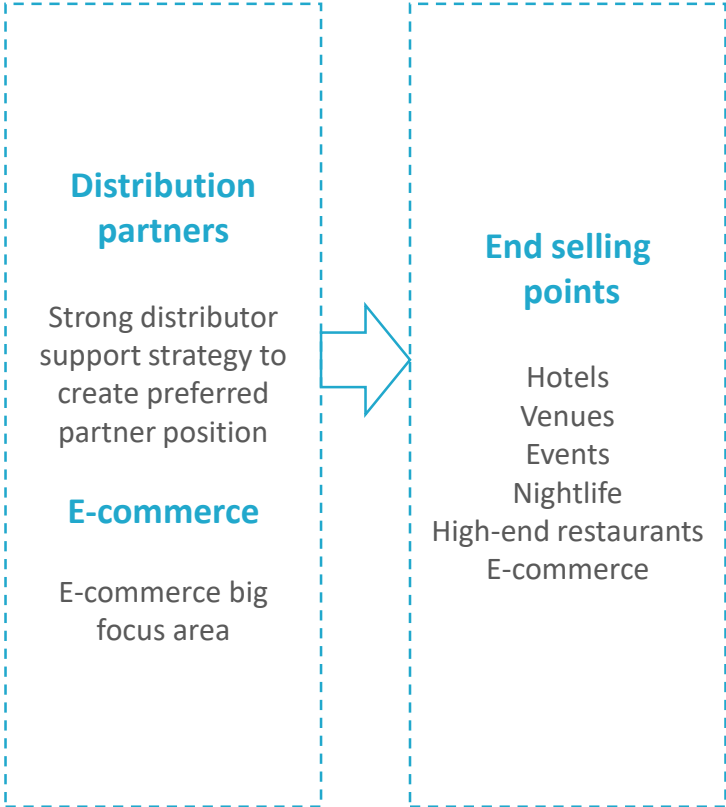 Distribution
partners
Strong distributor
support strategy to
create preferred
partner position
E-commerce
E-commerce big
focus area
End selling
points
Hotels
Venues
Events
Nightlife
High-end restaurants
E-commerce